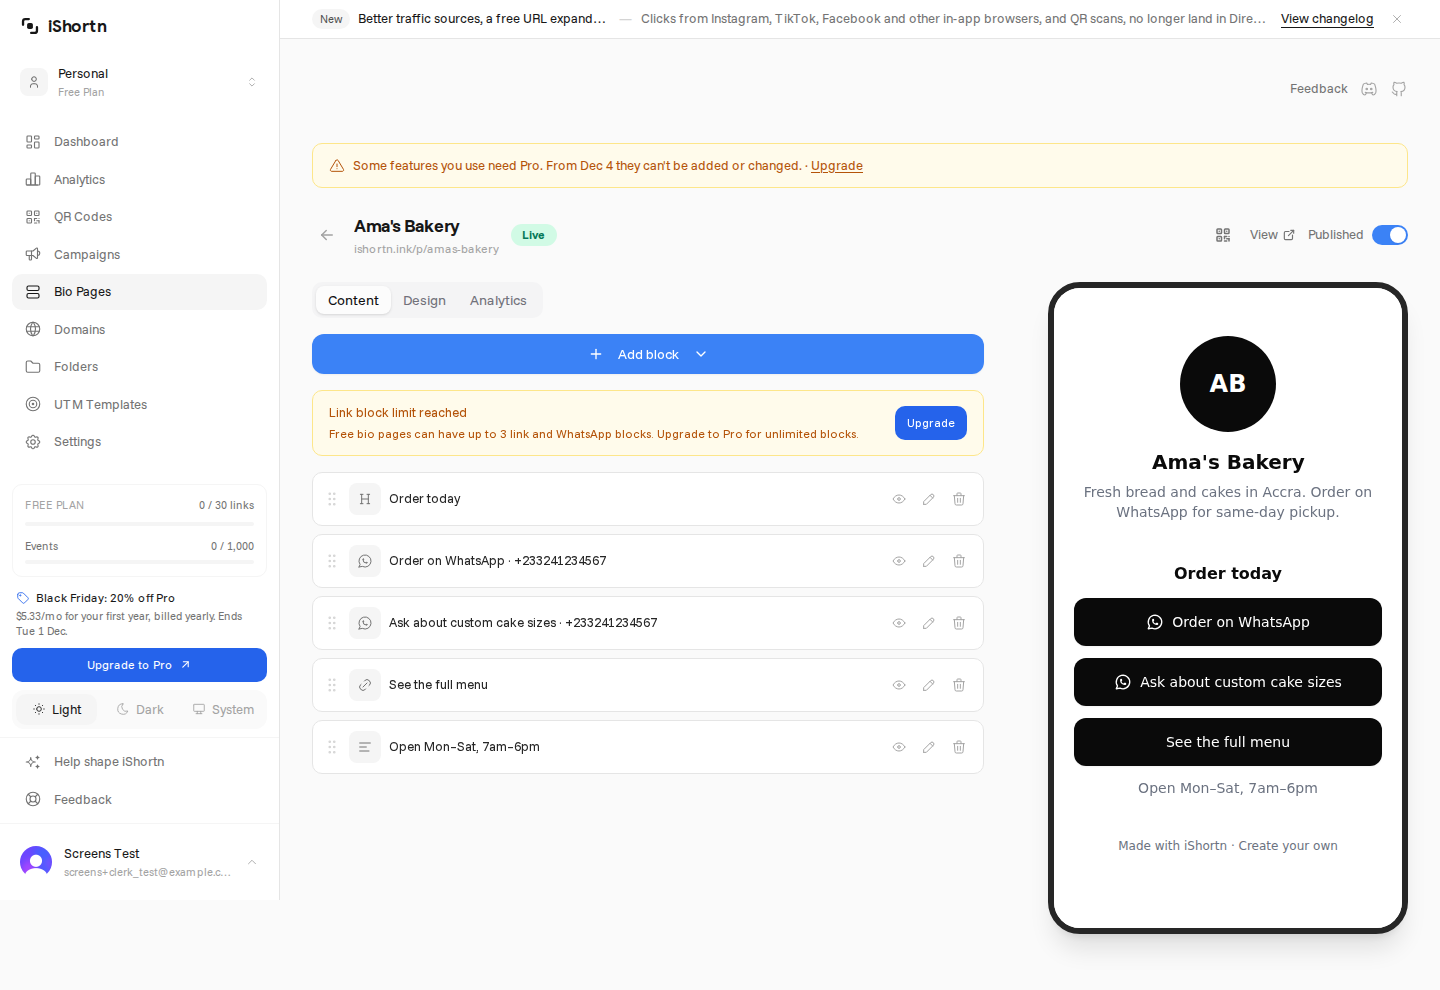 iShortn
Personal
Free Plan
Dashboard
Analytics
QR Codes
Campaigns
Bio Pages
Domains
Folders
UTM Templates
Settings
FREE PLAN 0 / 30 links
Events 0 / 1,000
Black Friday: 20% off Pro
$5.33/mo for your first year, billed yearly. Ends
Tue 1 Dec.
Upgrade to Pro
Light Dark System
Help shape iShortn
Feedback
Screens Test
screens+clerk_test@example.c...
New Better traffic sources, a free URL expand... — Clicks from Instagram, TikTok, Facebook and other in-app browsers, and QR scans, no longer land in Dire... View changelog
Feedback
Some features you use need Pro. From Dec 4 they can't be added or changed. · Upgrade
Ama's Bakery
ishortn.ink/p/amas-bakery
Live
View Published
Content Design Analytics
Add block
Link block limit reached
Free bio pages can have up to 3 link and WhatsApp blocks. Upgrade to Pro for unlimited blocks.
Upgrade
Order today
Order on WhatsApp · +233241234567
Ask about custom cake sizes · +233241234567
See the full menu
Open Mon–Sat, 7am–6pm
AB
Ama's Bakery
Fresh bread and cakes in Accra. Order on
WhatsApp for same-day pickup.
Order today
Order on WhatsApp
Ask about custom cake sizes
See the full menu
Open Mon–Sat, 7am–6pm
Made with iShortn · Create your own